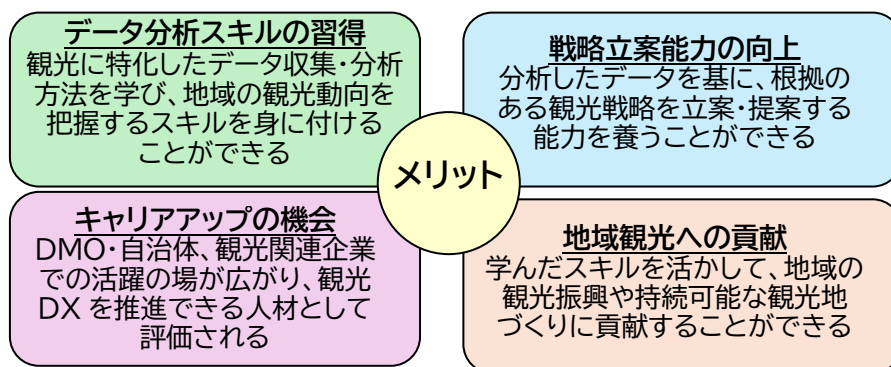 データ分析スキルの習得
観光に特化したデータ収集・分析
方法を学び、地域の観光動向を
把握するスキルを身に付ける
ことができる
戦略立案能力の向上
分析したデータを基に、根拠の
ある観光戦略を立案・提案する
能力を養うことができる
メリット
キャリアアップの機会
DMO・自治体、観光関連企業
での活躍の場が広がり、観光
DX を推進できる人材として
評価される
地域観光への貢献
学んだスキルを活かして、地域の
観光振興や持続可能な観光地
づくりに貢献することができる